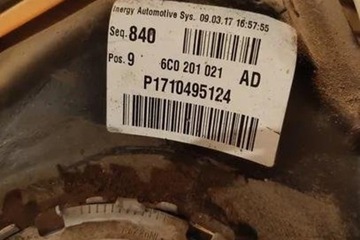 Inergy Automotive Sys. 09.03.17 16:57:55
Seq. 840
Pos. 9 6C0 201 021 AD
P1710495124